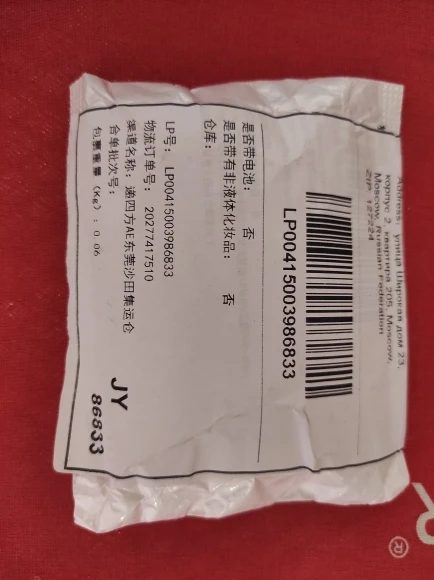 Address: улица Широкая дом 23,
корпус 2, квартира 205, Moscow,
Moscow, Russian Federation
ZIP: 127224
LP00415003986833
是否带电池: 否
是否带有非液体化妆品: 否
仓库:
LP号: LP00415003986833
物流订单号: 20277417510
渠道名称: 递四方AE东莞沙田集运仓
合单批次号:
包裹重量 (Kg) : 0.06
JY
86833
R
®